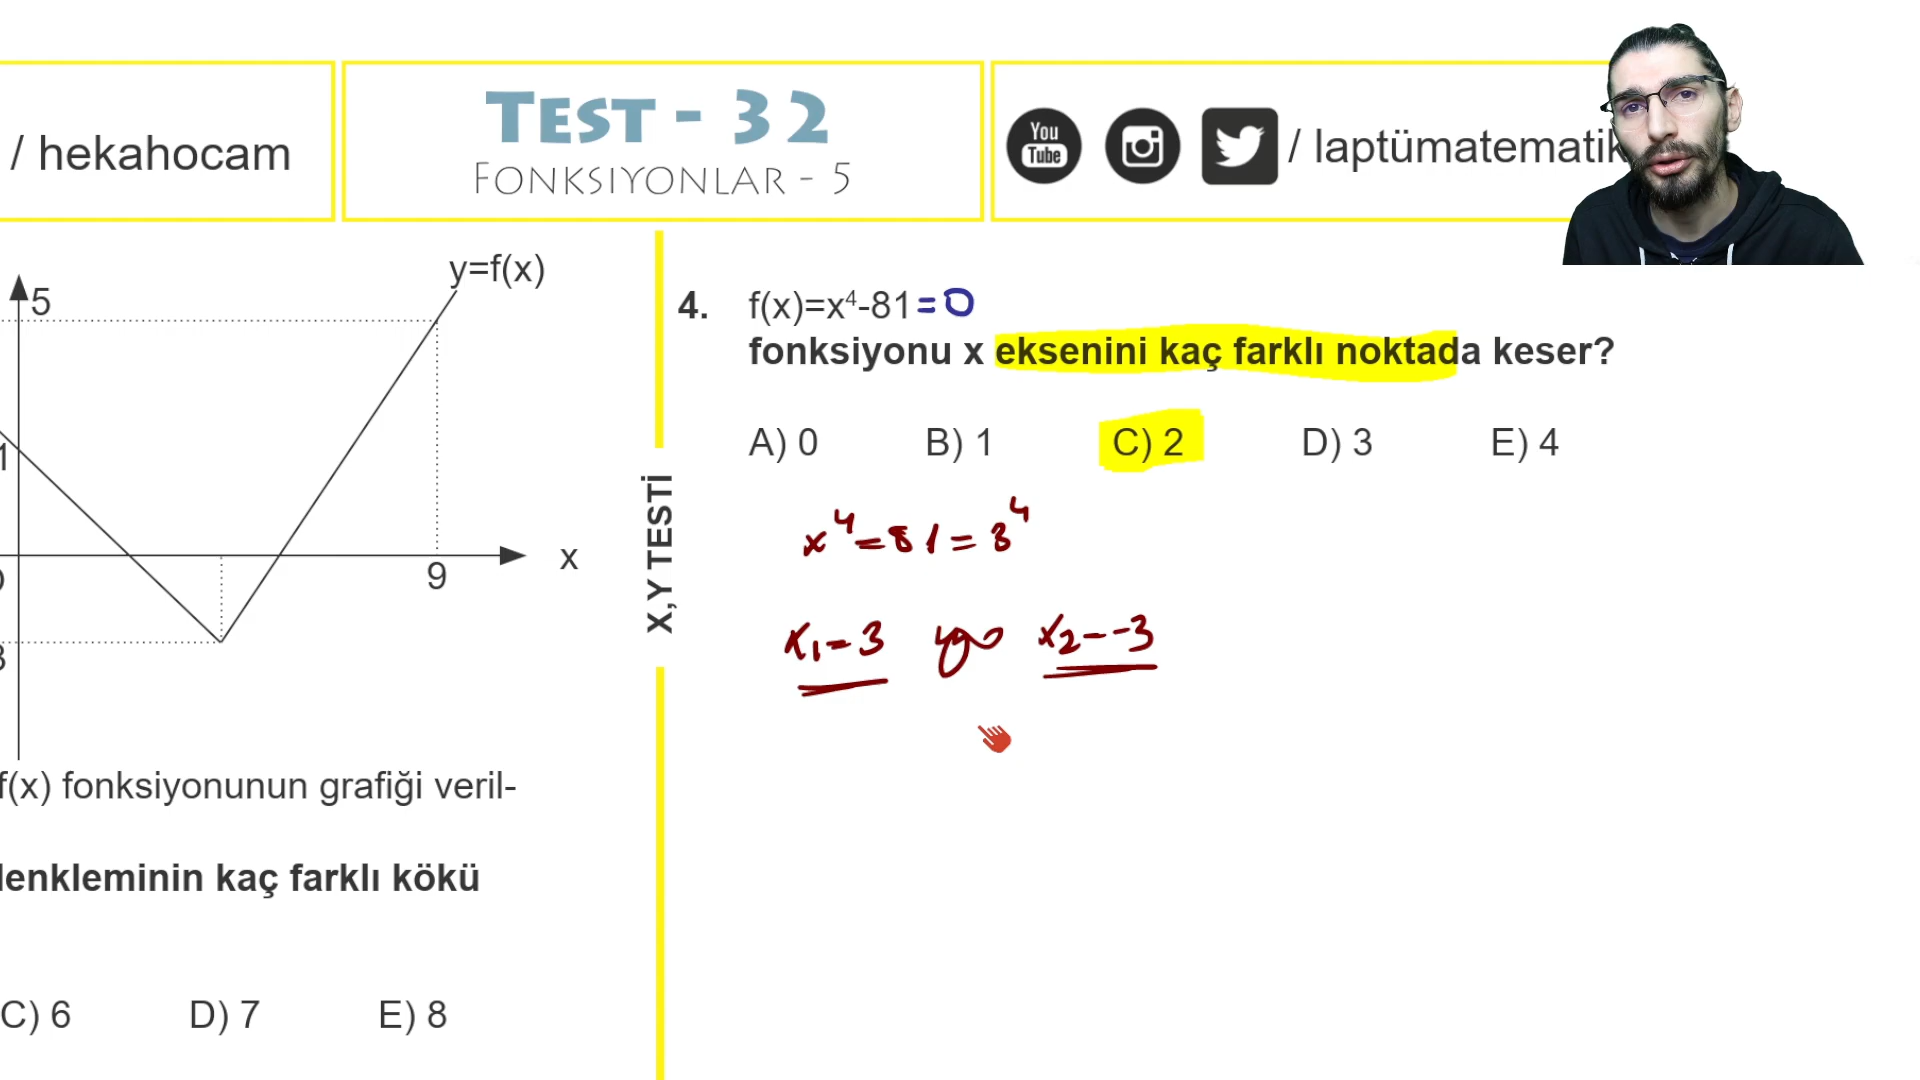 / hekahocam
TEST - 32
FONKSIYONLAR - 5
You
Tube
/ laptümatematik
y=f(x)
5
1
x
9
f(x) fonksiyonunun grafiği veril-
denkleminin kaç farklı kökü
C) 6 D) 7 E) 8
X,Y TESTİ
4. f(x)=x⁴-81=0
fonksiyonu x eksenini kaç farklı noktada keser?
A) 0 B) 1 C) 2 D) 3 E) 4
x⁴=81=3⁴
x₁=3 x₂=-3